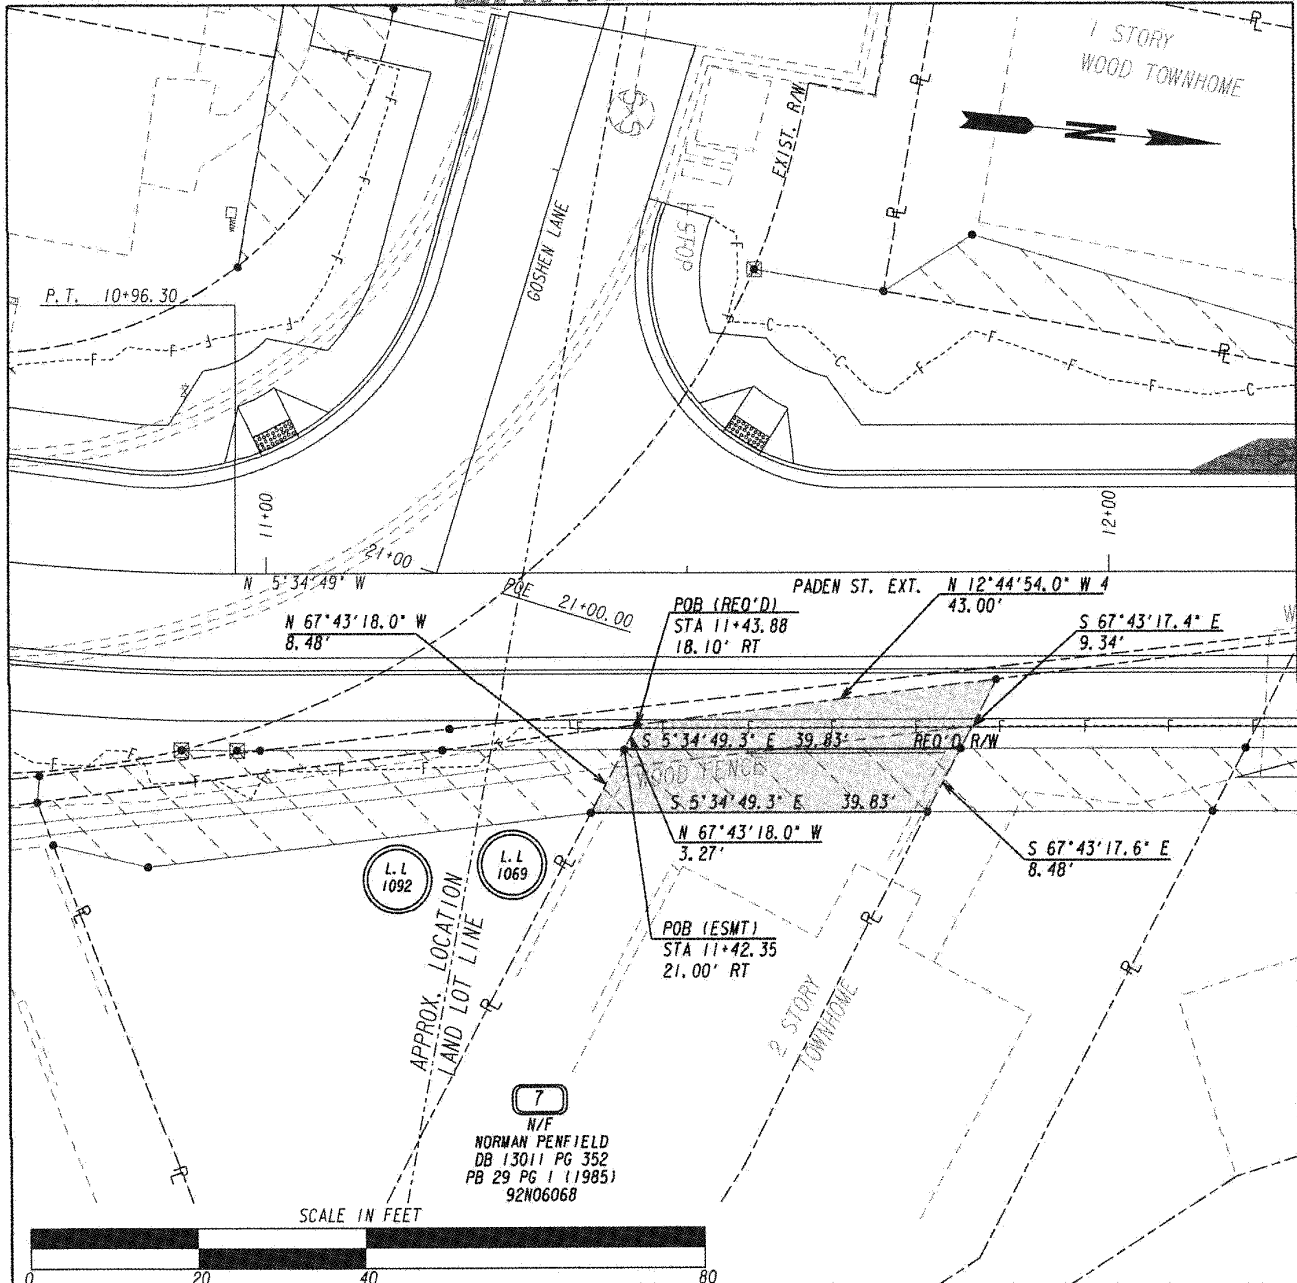 1 STORY
WOOD TOWNHOME
EXIST. R/W
N
STOP
GOSHEN LANE
P.T. 10+96.30
11+00
12+00
21+00
N 5°34'49" W
POE 21+00.00
PADEN ST. EXT.
N 12°44'54.0" W 4
43.00'
N 67°43'18.0" W
8.48'
POB (REQ'D)
STA 11+43.88
18.10' RT
S 67°43'17.4" E
9.34'
S 5°34'49.3" E 39.83'
REQ'D R/W
WOOD FENCE
S 5°34'49.3" E 39.83'
N 67°43'18.0" W
3.27'
S 67°43'17.6" E
8.48'
L.L
1092
L.L
1069
POB (ESMT)
STA 11+42.35
21.00' RT
APPROX. LOCATION
LAND LOT LINE
2 STORY
TOWNHOME
7
N/F
NORMAN PENFIELD
DB 13011 PG 352
PB 29 PG 1 (1985)
92N06068
SCALE IN FEET
0 20 40 80